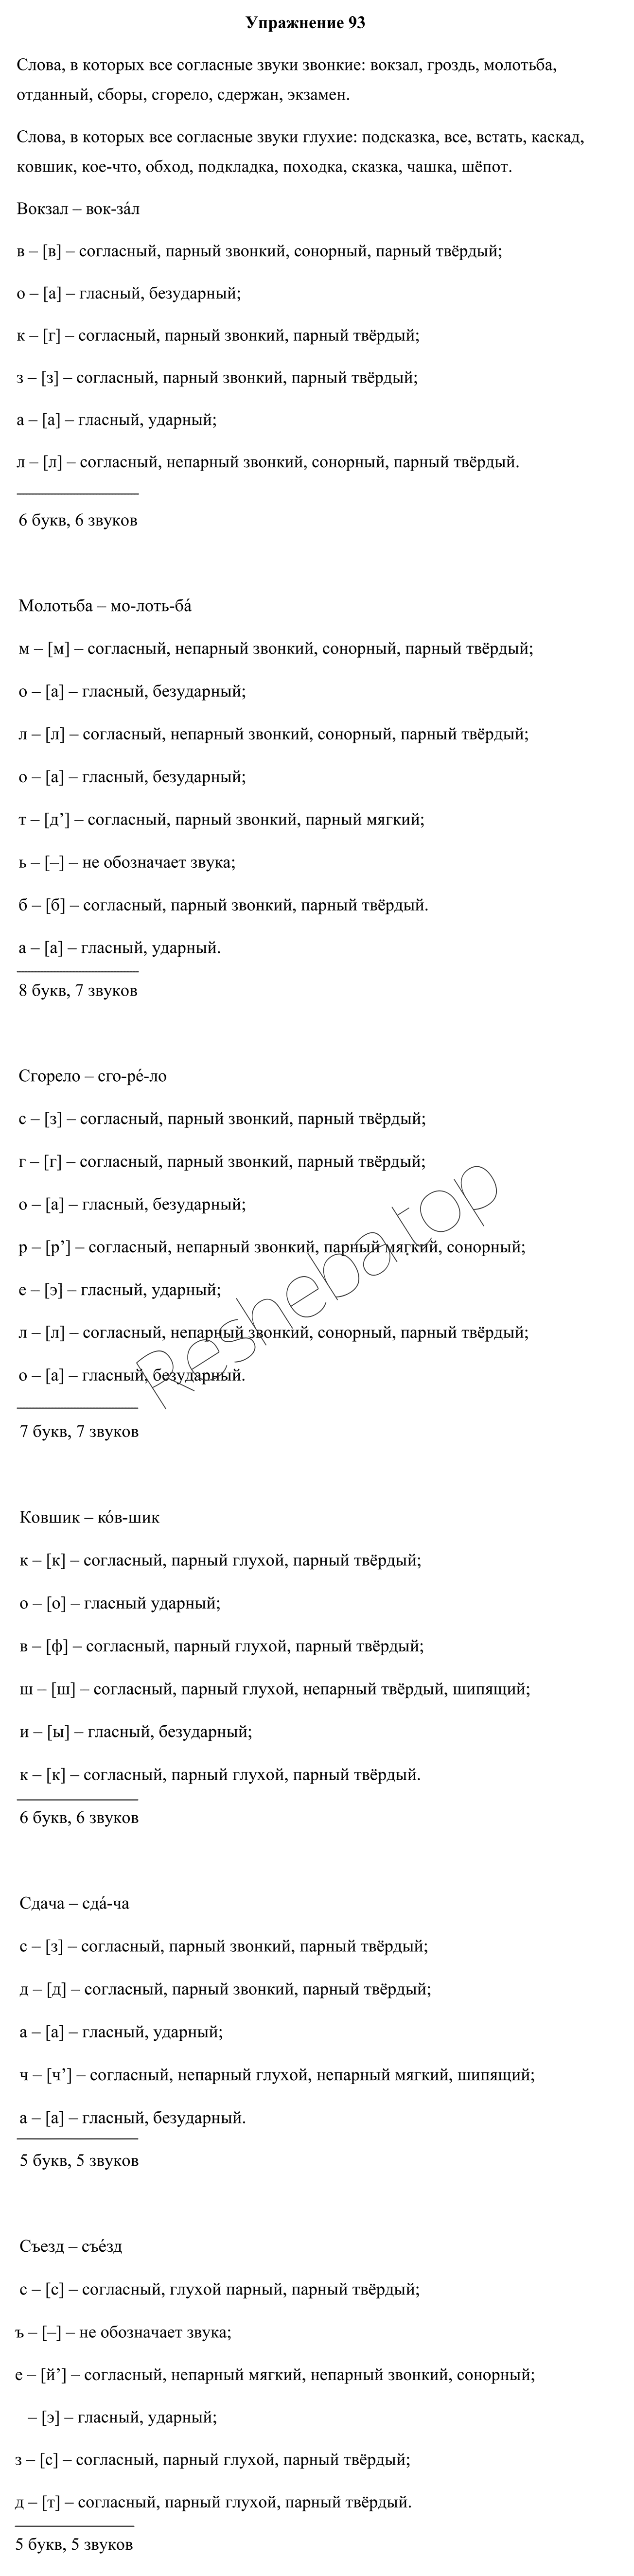 Упражнение 93
Слова, в которых все согласные звуки звонкие: вокзал, гроздь, молотьба,
отданный, сборы, сгорело, сдержан, экзамен.
Слова, в которых все согласные звуки глухие: подсказка, все, встать, каскад,
ковшик, кое-что, обход, подкладка, походка, сказка, чашка, шёпот.
Вокзал – вок-за́л
в – [в] – согласный, парный звонкий, сонорный, парный твёрдый;
о – [а] – гласный, безударный;
к – [г] – согласный, парный звонкий, парный твёрдый;
з – [з] – согласный, парный звонкий, парный твёрдый;
а – [а] – гласный, ударный;
л – [л] – согласный, непарный звонкий, сонорный, парный твёрдый.
6 букв, 6 звуков
Молотьба – мо-лоть-ба́
м – [м] – согласный, непарный звонкий, сонорный, парный твёрдый;
о – [а] – гласный, безударный;
л – [л] – согласный, непарный звонкий, сонорный, парный твёрдый;
о – [а] – гласный, безударный;
т – [д’] – согласный, парный звонкий, парный мягкий;
ь – [–] – не обозначает звука;
б – [б] – согласный, парный звонкий, парный твёрдый.
а – [а] – гласный, ударный.
8 букв, 7 звуков
Сгорело – сго-ре́-ло
с – [з] – согласный, парный звонкий, парный твёрдый;
г – [г] – согласный, парный звонкий, парный твёрдый;
о – [а] – гласный, безударный;
р – [р’] – согласный, непарный звонкий, парный мягкий, сонорный;
е – [э] – гласный, ударный;
л – [л] – согласный, непарный звонкий, сонорный, парный твёрдый;
о – [а] – гласный, безударный.
Resheba.top
7 букв, 7 звуков
Ковшик – ко́в-шик
к – [к] – согласный, парный глухой, парный твёрдый;
о – [о] – гласный ударный;
в – [ф] – согласный, парный глухой, парный твёрдый;
ш – [ш] – согласный, парный глухой, непарный твёрдый, шипящий;
и – [ы] – гласный, безударный;
к – [к] – согласный, парный глухой, парный твёрдый.
6 букв, 6 звуков
Сдача – сда́-ча
с – [з] – согласный, парный звонкий, парный твёрдый;
д – [д] – согласный, парный звонкий, парный твёрдый;
а – [а] – гласный, ударный;
ч – [ч’] – согласный, непарный глухой, непарный мягкий, шипящий;
а – [а] – гласный, безударный.
5 букв, 5 звуков
Съезд – съе́зд
с – [с] – согласный, глухой парный, парный твёрдый;
ъ – [–] – не обозначает звука;
е – [й’] – согласный, непарный мягкий, непарный звонкий, сонорный;
– [э] – гласный, ударный;
з – [с] – согласный, парный глухой, парный твёрдый;
д – [т] – согласный, парный глухой, парный твёрдый.
5 букв, 5 звуков